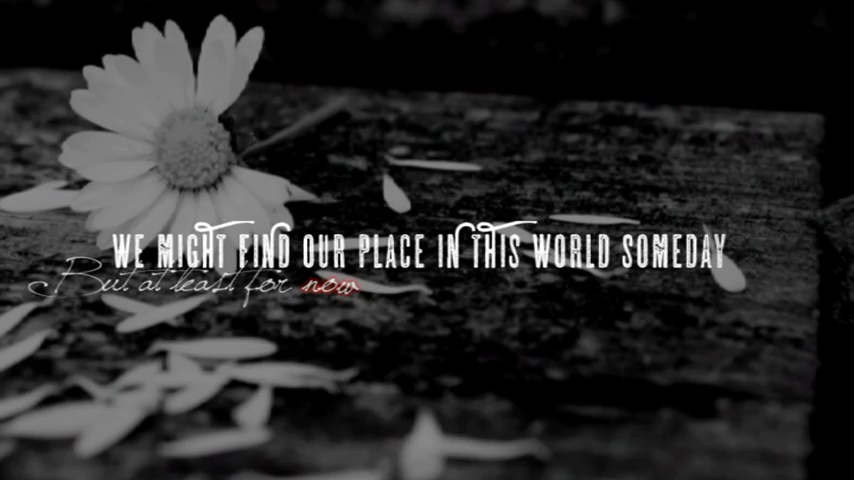 WE MIGHT FIND OUR PLACE IN THIS WORLD SOMEDAY
But at least for now